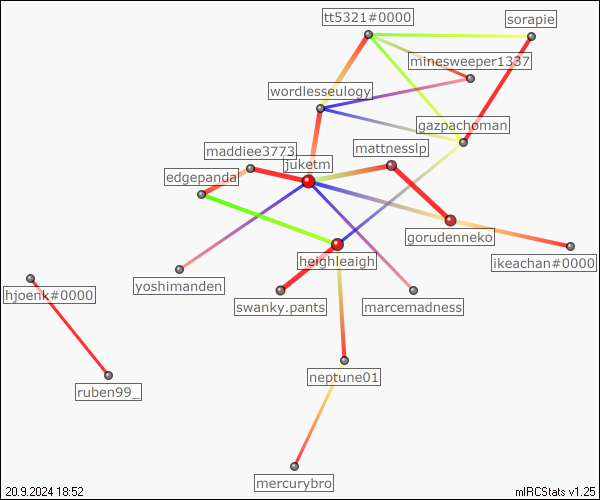 tt5321#0000
sorapie
minesweeper1337
wordlesseulogy
gazpachoman
mattnesslp
maddiee3773
juketm
edgepanda
gorudenneko
heighleaigh
ikeachan#0000
yoshimanden
hjoenk#0000
swanky.pants
marcemadness
neptune01
ruben99_
mercurybro
20.9.2024 18:52
mIRCStats v1.25